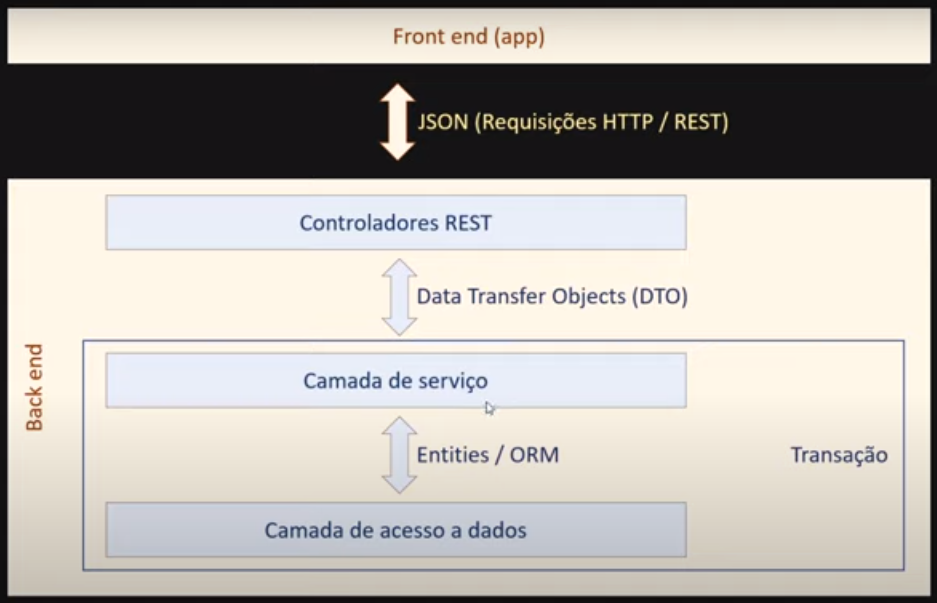 Front end (app)
JSON (Requisições HTTP / REST)
Controladores REST
Data Transfer Objects (DTO)
Back end
Camada de serviço
Entities / ORM
Transação
Camada de acesso a dados